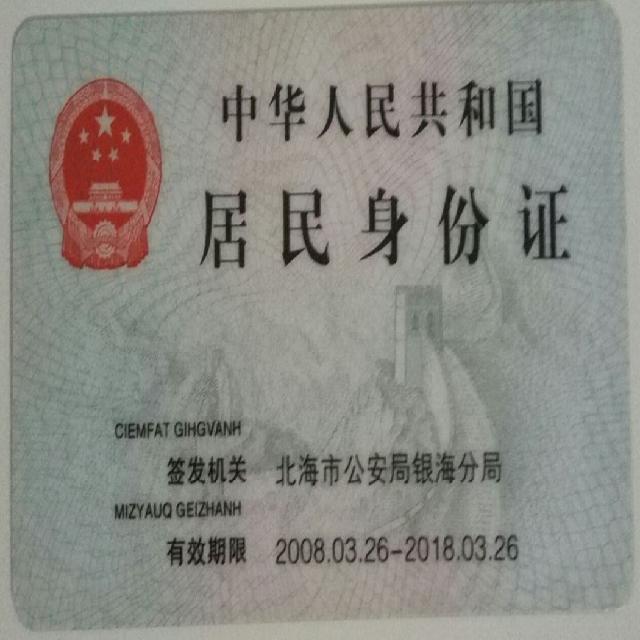 中华人民共和国
居民身份证
CIEMFAT GIHGVANH
签发机关 北海市公安局银海分局
MIZYAUQ GEIZHANH
有效期限 2008.03.26-2018.03.26